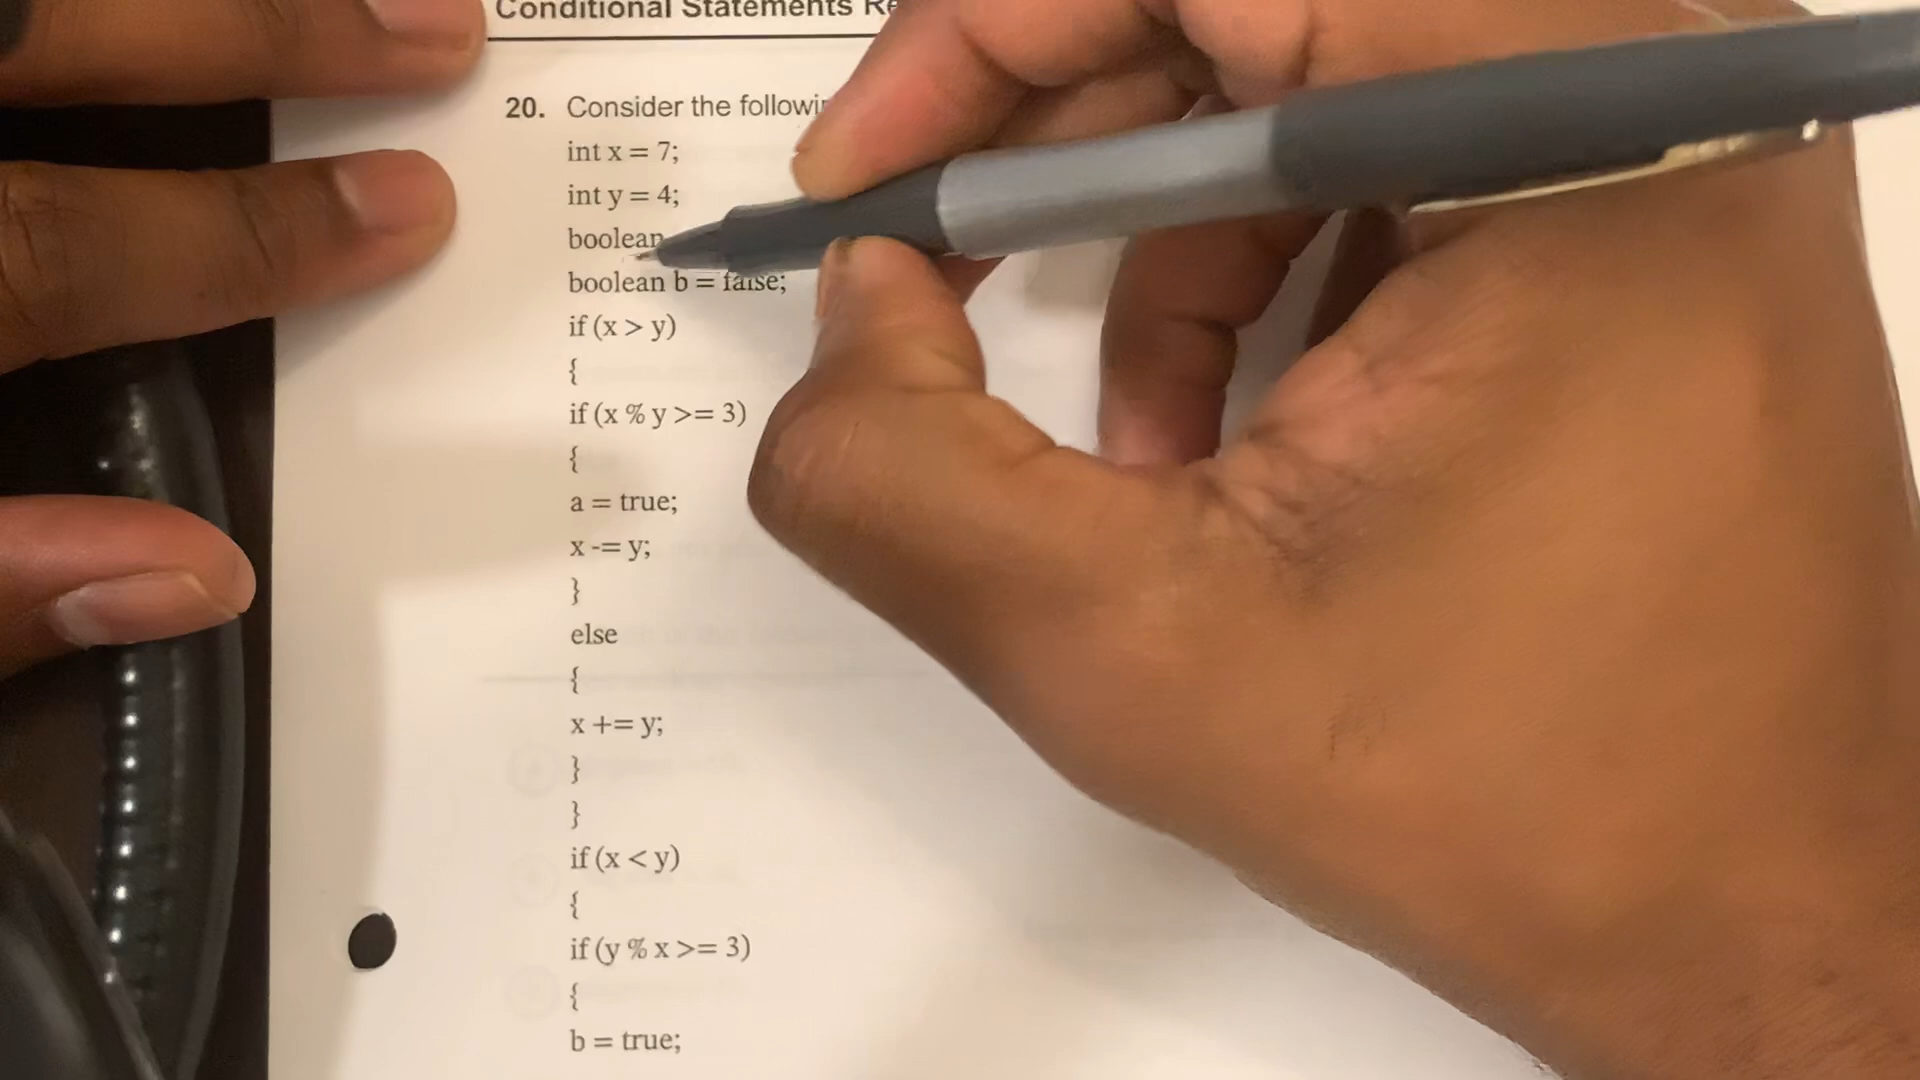 Conditional Statements
20. Consider the
int x = 7;
int y = 4;
boolean
boolean b = false;
if (x > y)
{
if (x % y >= 3)
{
a = true;
x -= y;
}
else
{
x += y;
}
}
if (x < y)
{
if (y % x >= 3)
{
b = true;